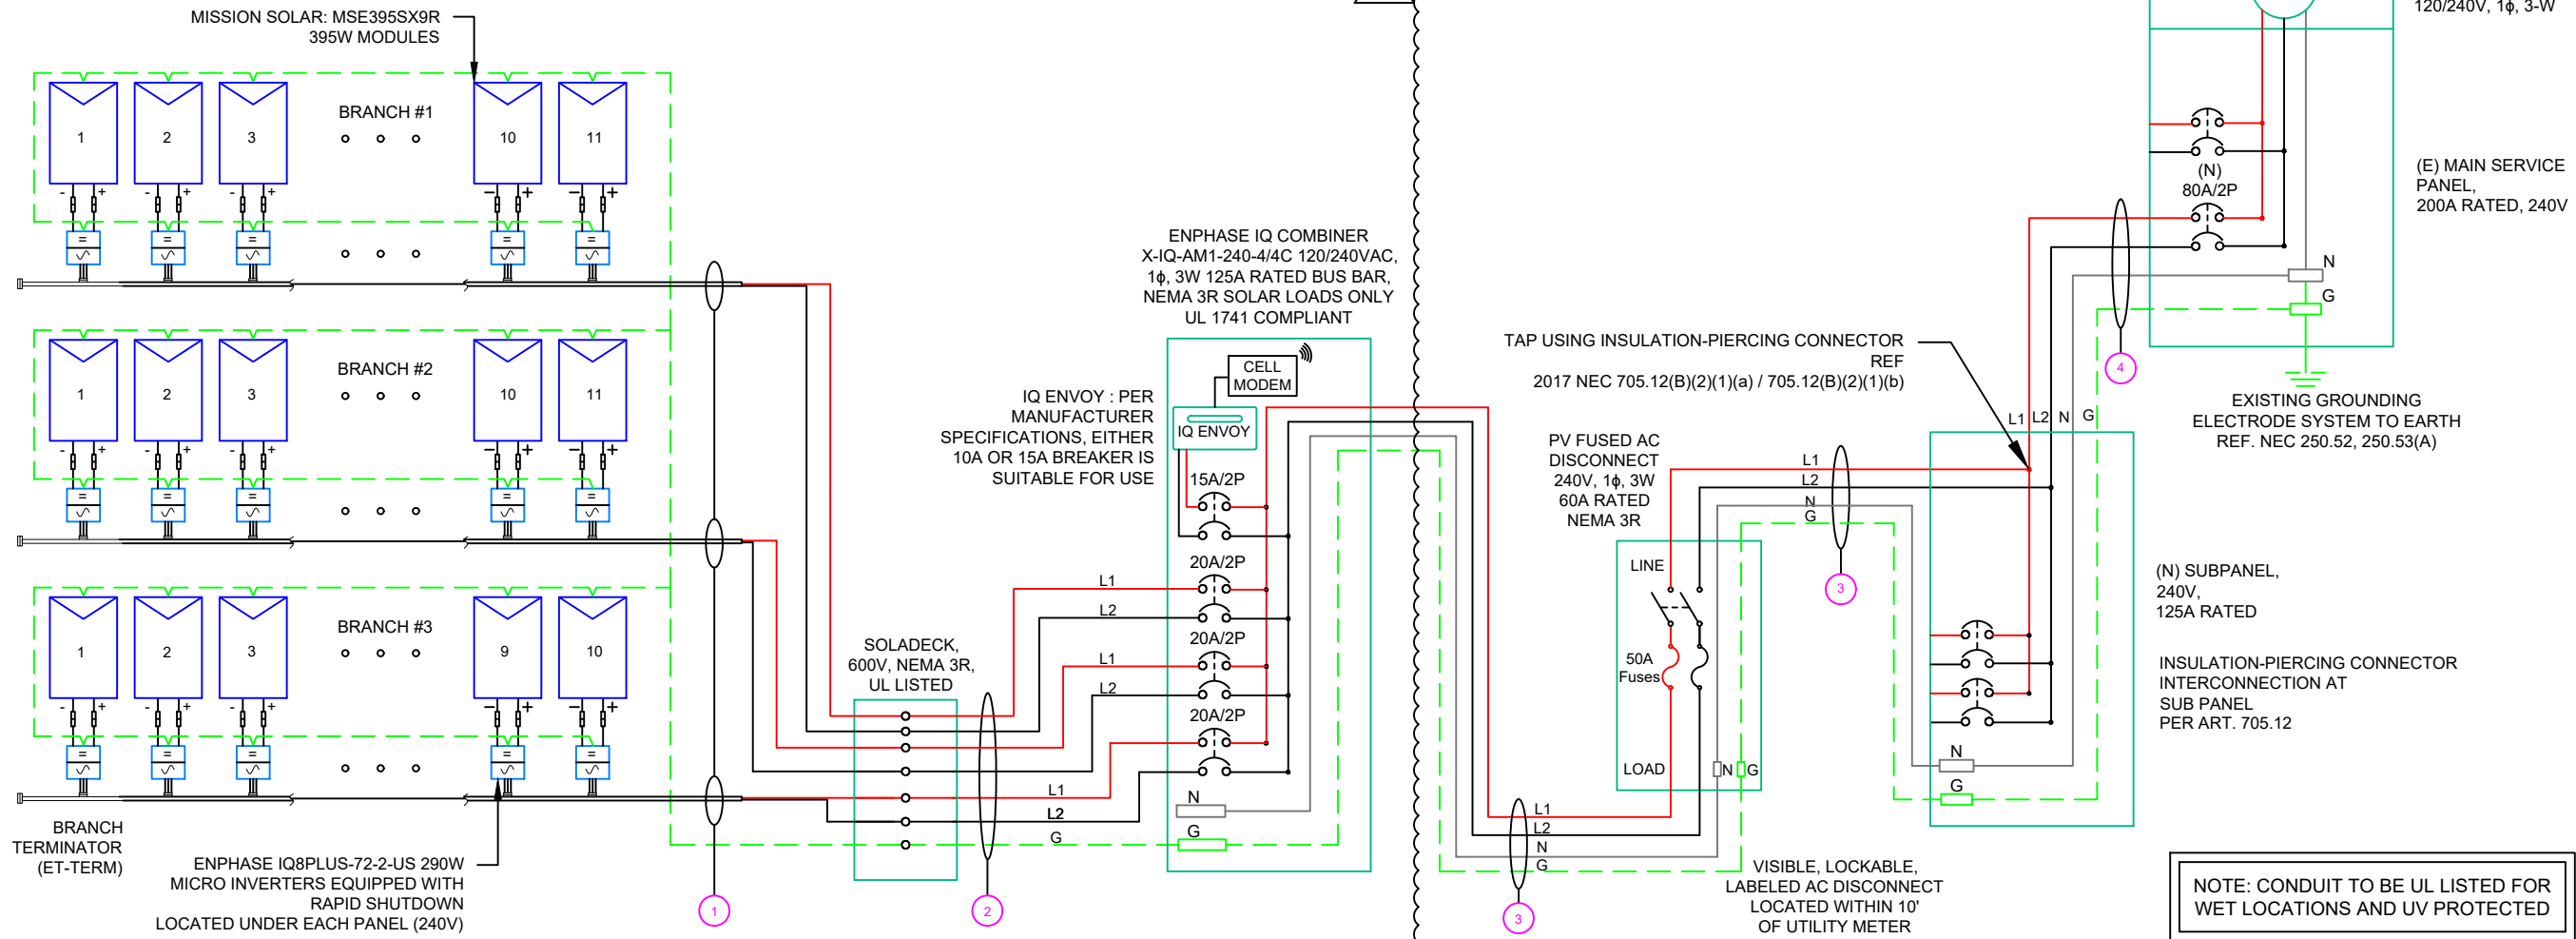 MISSION SOLAR: MSE395SX9R
395W MODULES
BRANCH #1
1
2
3
10
11
- +
- +
- +
- +
- +
BRANCH #2
1
2
3
10
11
- +
- +
- +
- +
- +
BRANCH #3
1
2
3
9
10
- +
- +
- +
- +
- +
BRANCH
TERMINATOR
(ET-TERM)
ENPHASE IQ8PLUS-72-2-US 290W
MICRO INVERTERS EQUIPPED WITH
RAPID SHUTDOWN
LOCATED UNDER EACH PANEL (240V)
1
SOLADECK,
600V, NEMA 3R,
UL LISTED
2
L1
L2
L1
L2
L1
L2
G
ENPHASE IQ COMBINER
X-IQ-AM1-240-4/4C 120/240VAC,
1ϕ, 3W 125A RATED BUS BAR,
NEMA 3R SOLAR LOADS ONLY
UL 1741 COMPLIANT
CELL
MODEM
IQ ENVOY
IQ ENVOY : PER
MANUFACTURER
SPECIFICATIONS, EITHER
10A OR 15A BREAKER IS
SUITABLE FOR USE
15A/2P
20A/2P
20A/2P
20A/2P
N
G
L1
L2
N
G
3
PV FUSED AC
DISCONNECT
240V, 1ϕ, 3W
60A RATED
NEMA 3R
LINE
50A
Fuses
LOAD
N
G
VISIBLE, LOCKABLE,
LABELED AC DISCONNECT
LOCATED WITHIN 10'
OF UTILITY METER
L1
L2
N
G
3
TAP USING INSULATION-PIERCING CONNECTOR
REF
2017 NEC 705.12(B)(2)(1)(a) / 705.12(B)(2)(1)(b)
L1 L2 N G
N
G
(N) SUBPANEL,
240V,
125A RATED
INSULATION-PIERCING CONNECTOR
INTERCONNECTION AT
SUB PANEL
PER ART. 705.12
4
120/240V, 1ϕ, 3-W
(N)
80A/2P
N
G
(E) MAIN SERVICE
PANEL,
200A RATED, 240V
EXISTING GROUNDING
ELECTRODE SYSTEM TO EARTH
REF. NEC 250.52, 250.53(A)
NOTE: CONDUIT TO BE UL LISTED FOR
WET LOCATIONS AND UV PROTECTED